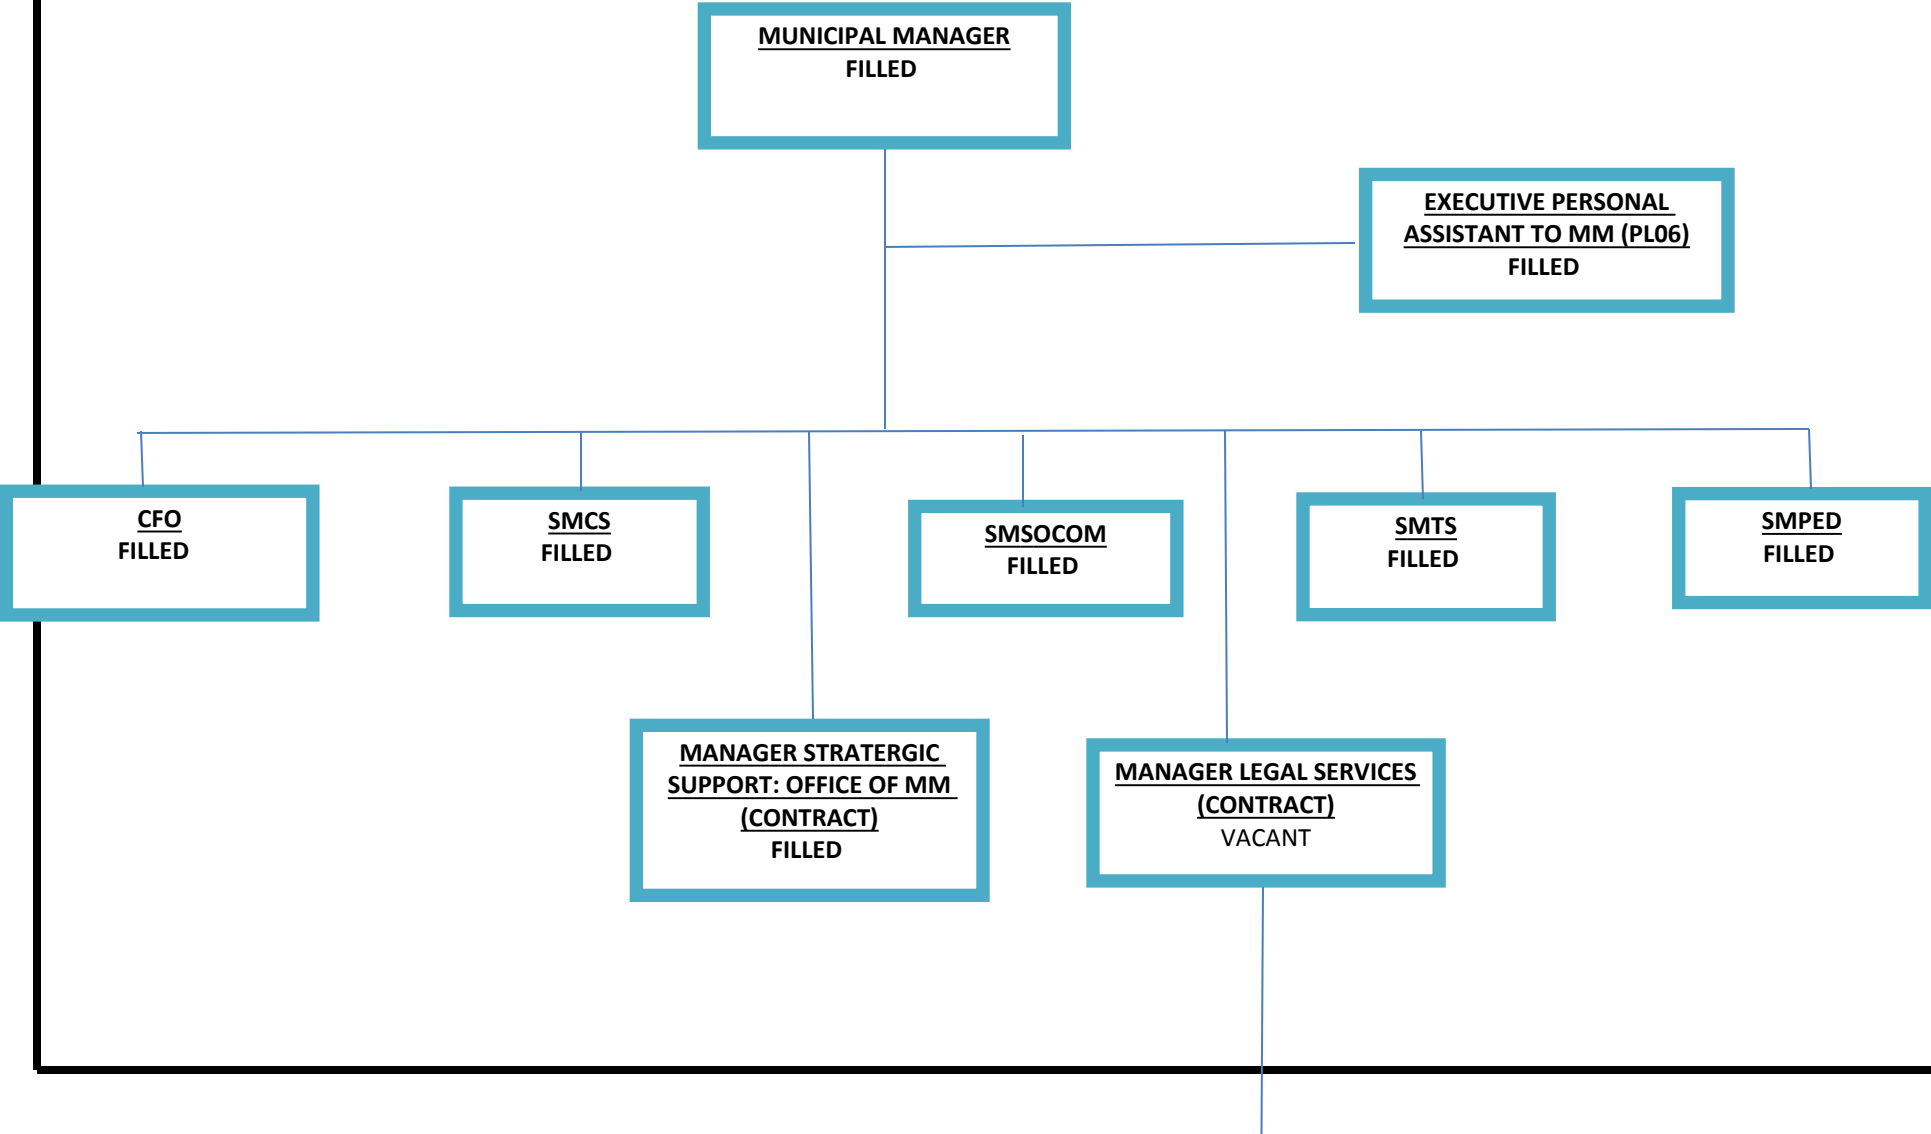 MUNICIPAL MANAGER
FILLED
EXECUTIVE PERSONAL
ASSISTANT TO MM (PL06)
FILLED
CFO
FILLED
SMCS
FILLED
SMSOCOM
FILLED
SMTS
FILLED
SMPED
FILLED
MANAGER STRATERGIC
SUPPORT: OFFICE OF MM
(CONTRACT)
FILLED
MANAGER LEGAL SERVICES
(CONTRACT)
VACANT